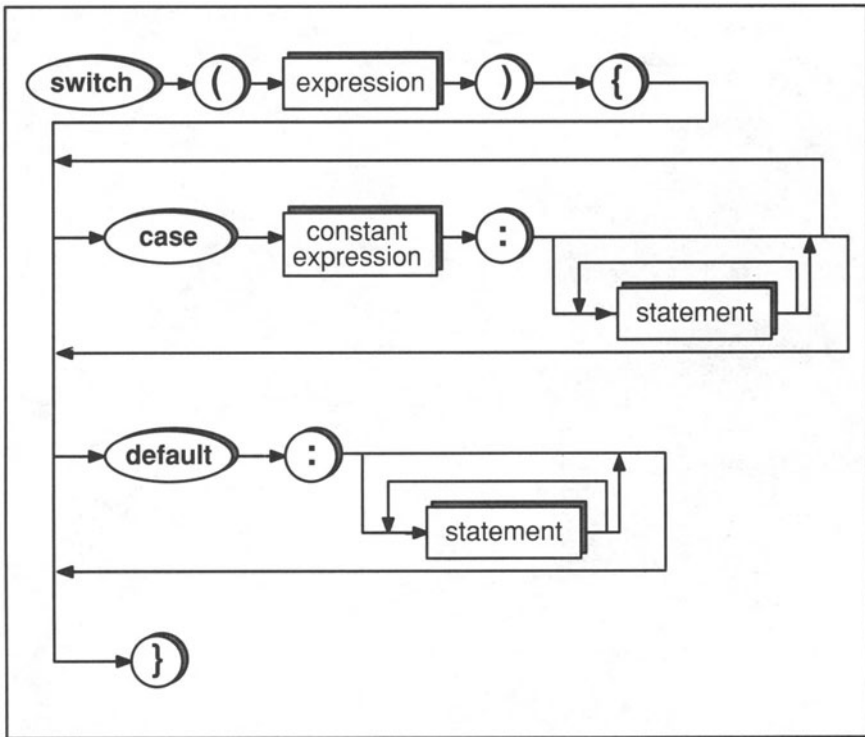 switch ( expression ) {
case constant expression :
statement
default :
statement
}